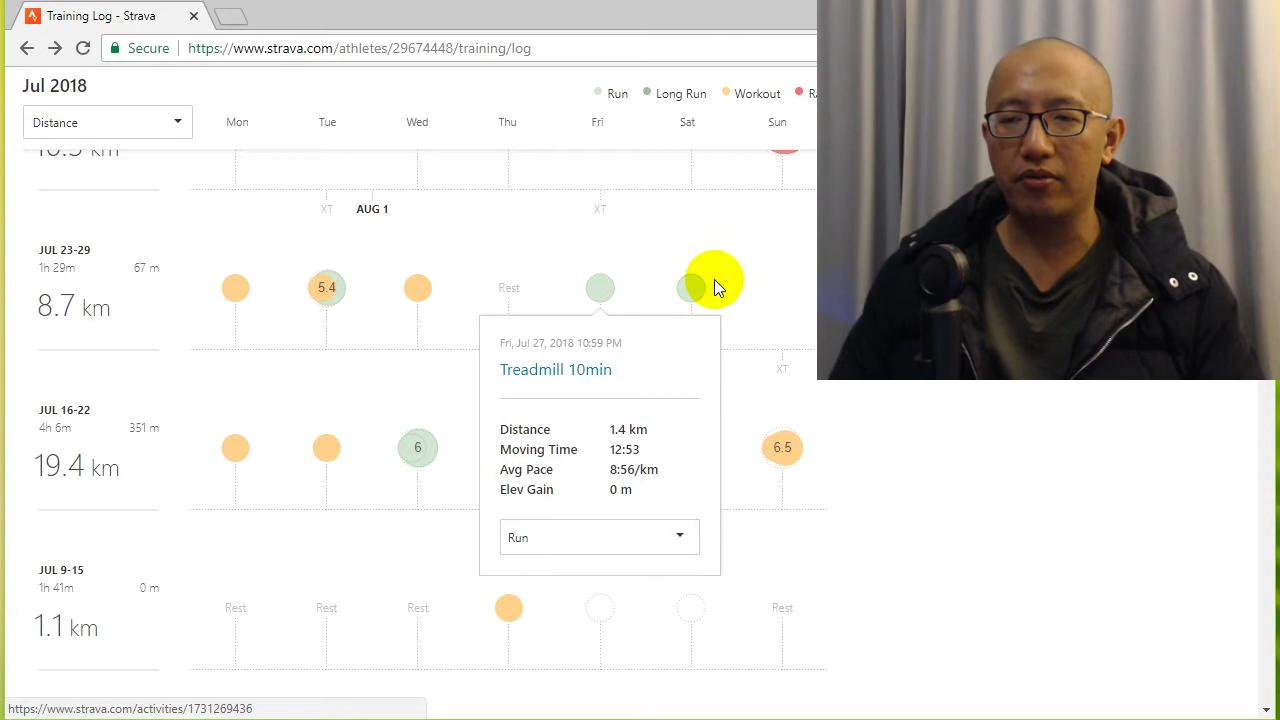 Training Log - Strava
Secure
https://www.strava.com/athletes/29674448/training/log
Jul 2018
Run
Long Run
Workout
Distance
Mon
Tue
Wed
Thu
Fri
Sat
Sun
XT
AUG 1
XT
JUL 23-29
1h 29m
67 m
8.7 km
5.4
Rest
Fri, Jul 27, 2018 10:59 PM
Treadmill 10min
Distance 1.4 km
Moving Time 12:53
Avg Pace 8:56/km
Elev Gain 0 m
Run
XT
JUL 16-22
4h 6m
351 m
19.4 km
6
6.5
JUL 9-15
1h 41m
0 m
1.1 km
Rest
Rest
Rest
Rest
https://www.strava.com/activities/1731269436